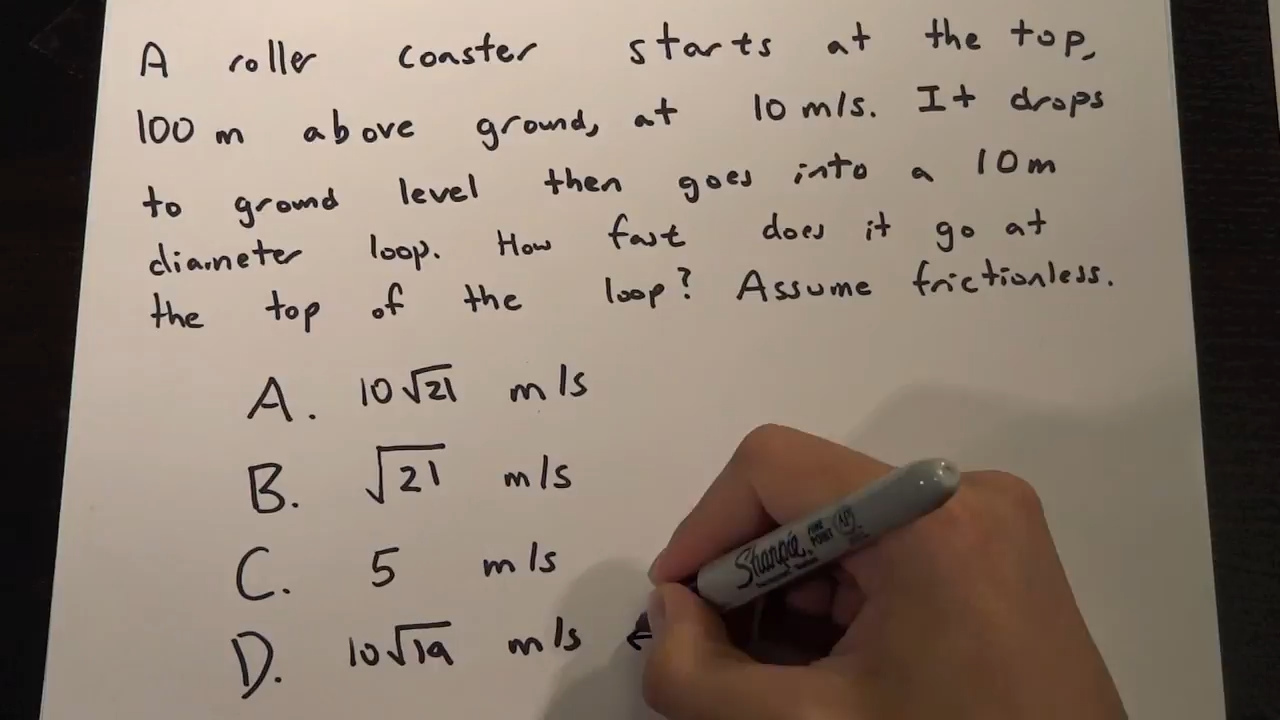 A roller coaster starts at the top,
100 m above ground, at 10 m/s. It drops
to ground level then goes into a 10m
diameter loop. How fast does it go at
the top of the loop? Assume frictionless.
A. 10√21 m/s
B. √21 m/s
C. 5 m/s
D. 10√19 m/s ←
Sharpie
FINE POINT